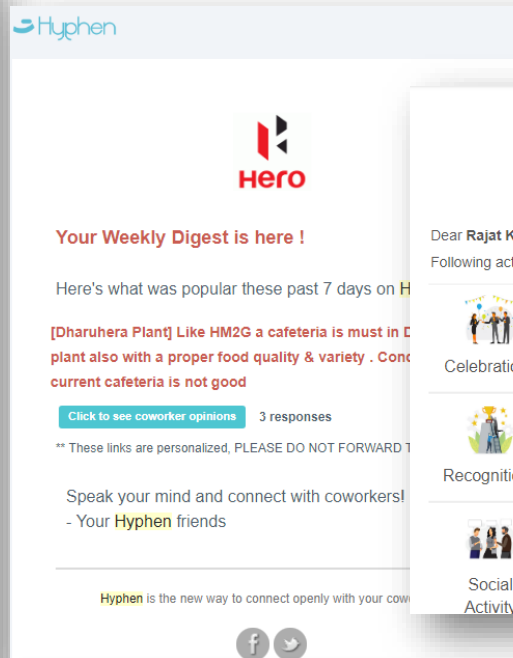 Hyphen
Hero
Your Weekly Digest is here !
Here's what was popular these past 7 days on H
[Dharuhera Plant] Like HM2G a cafeteria is must in D
plant also with a proper food quality & variety . Conc
current cafeteria is not good
Click to see coworker opinions 3 responses
** These links are personalized, PLEASE DO NOT FORWARD T
Speak your mind and connect with coworkers!
- Your Hyphen friends
Hyphen is the new way to connect openly with your cow
f
Dear Rajat K
Following act
Celebratio
Recognitio
Social
Activity